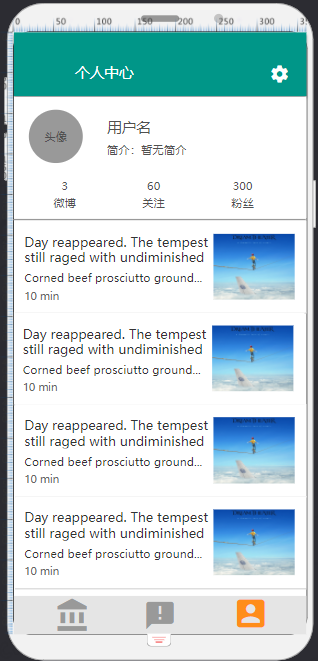 0 50 100 150 200 250 300
个人中心
头像
用户名
简介：暂无简介
3 60 300
微博 关注 粉丝
Day reappeared. The tempest
still raged with undiminished
Corned beef prosciutto ground...
10 min
Day reappeared. The tempest
still raged with undiminished
Corned beef prosciutto ground...
10 min
Day reappeared. The tempest
still raged with undiminished
Corned beef prosciutto ground...
10 min
Day reappeared. The tempest
still raged with undiminished
Corned beef prosciutto ground...
10 min